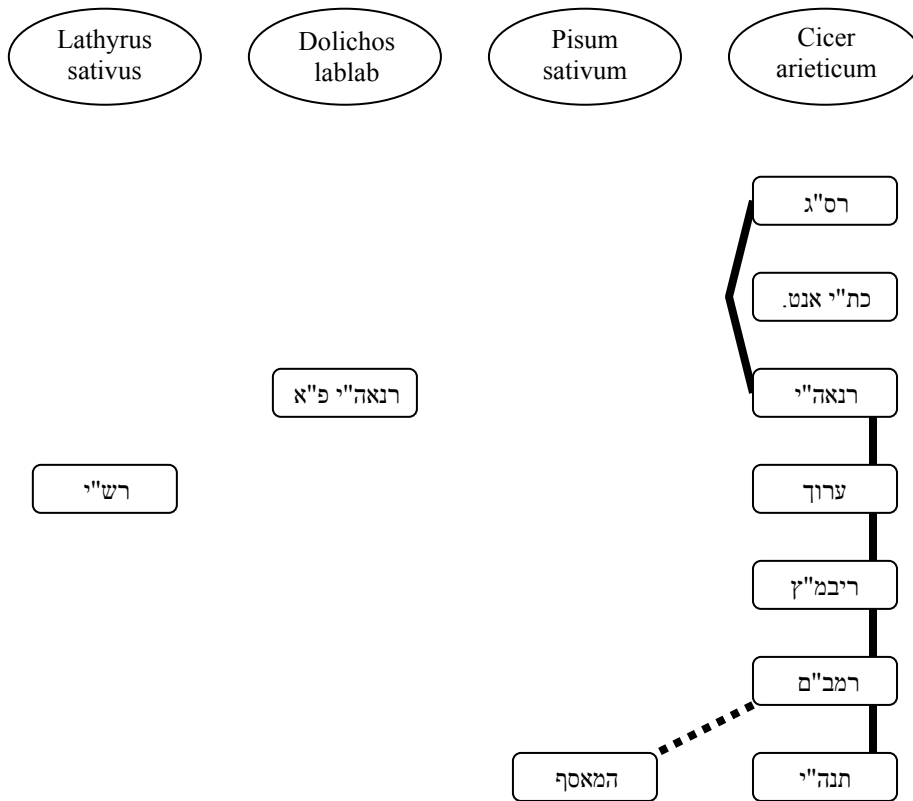 Lathyrus
sativus
Dolichos
lablab
Pisum
sativum
Cicer
arieticum
רס"ג
כת"י אנט.
רנאה"י פ"א
רנאה"י
רש"י
ערוך
ריבמ"ץ
רמב"ם
המאסף
תנה"י